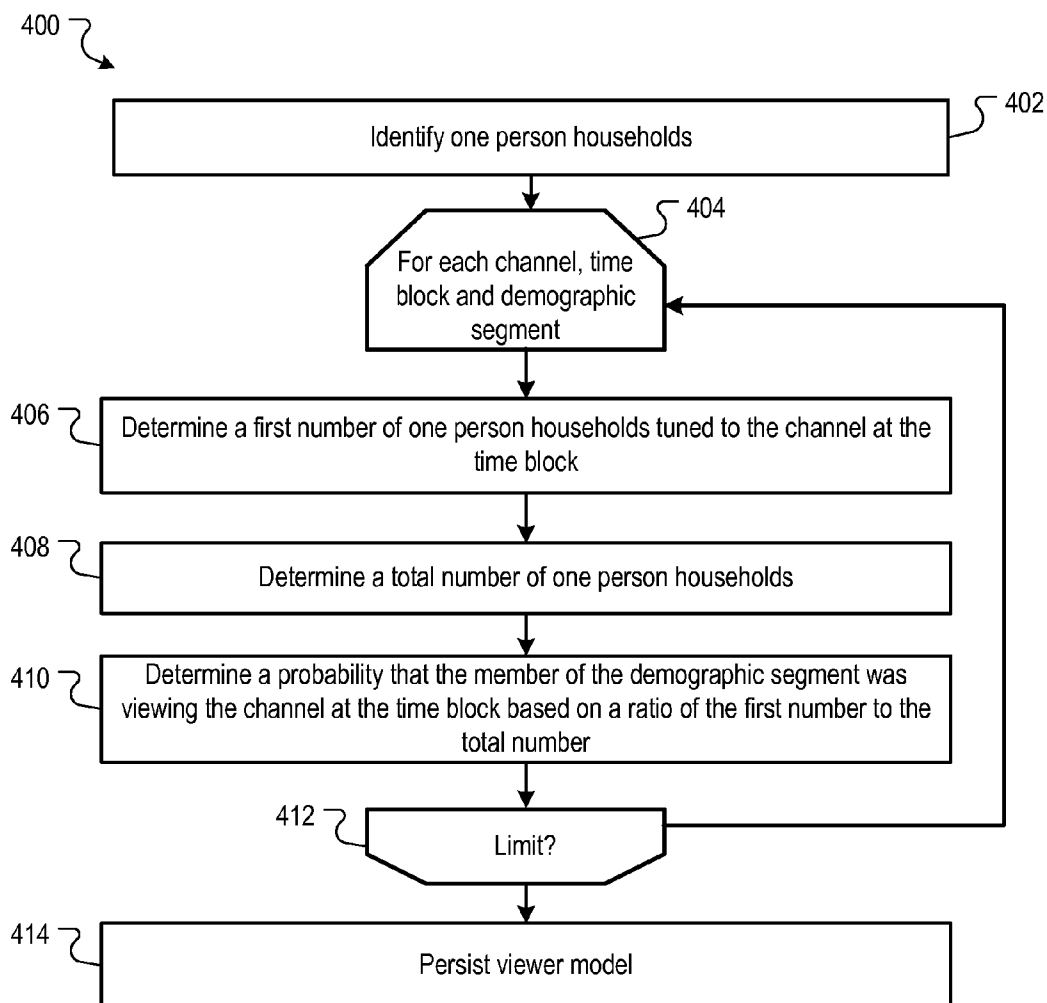 400
402
Identify one person households
404
For each channel, time
block and demographic
segment
406
Determine a first number of one person households tuned to the channel at the
time block
408
Determine a total number of one person households
410
Determine a probability that the member of the demographic segment was
viewing the channel at the time block based on a ratio of the first number to the
total number
412
Limit?
414
Persist viewer model